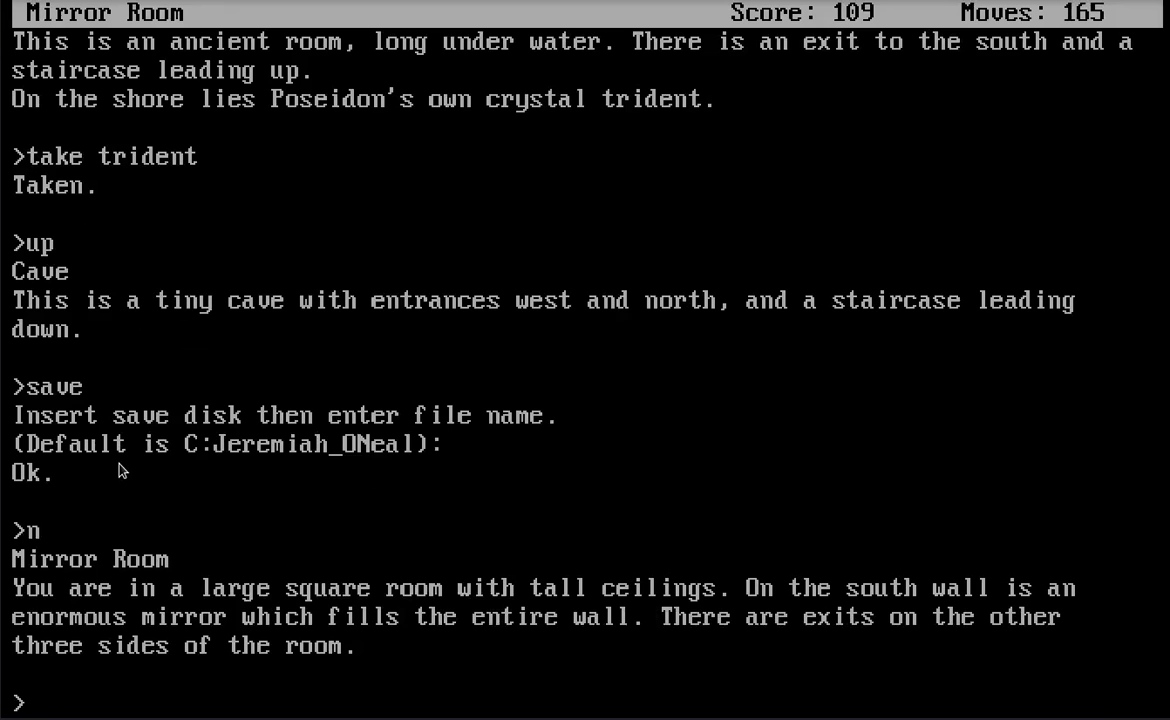 Mirror Room Score: 109 Moves: 165
This is an ancient room, long under water. There is an exit to the south and a
staircase leading up.
On the shore lies Poseidon's own crystal trident.
>take trident
Taken.
>up
Cave
This is a tiny cave with entrances west and north, and a staircase leading
down.
>save
Insert save disk then enter file name.
(Default is C:Jeremiah_ONeal):
Ok.
>n
Mirror Room
You are in a large square room with tall ceilings. On the south wall is an
enormous mirror which fills the entire wall. There are exits on the other
three sides of the room.
>